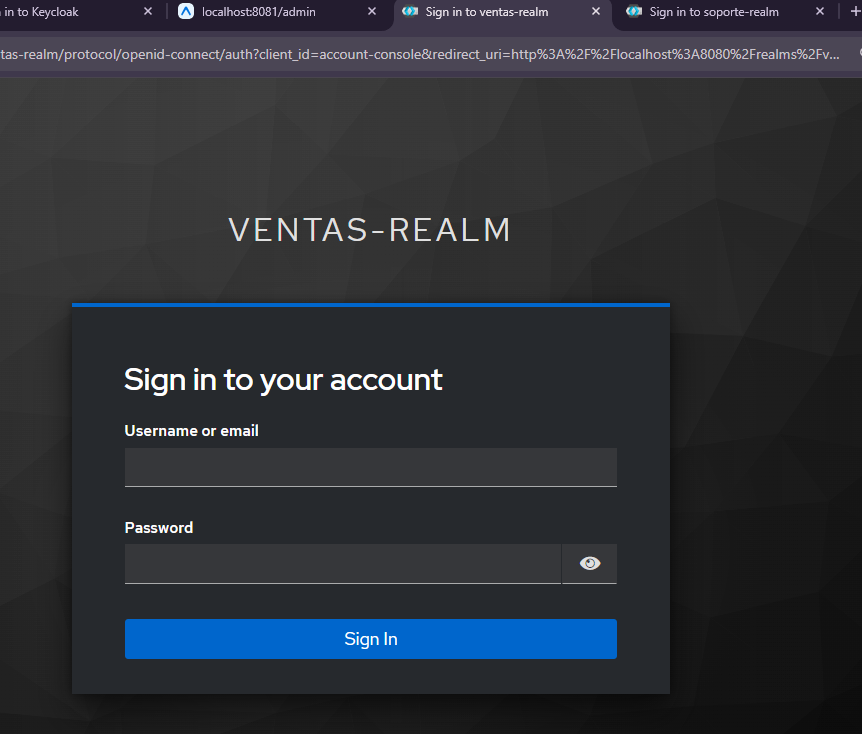 in to Keycloak
localhost:8081/admin
Sign in to ventas-realm
Sign in to soporte-realm
tas-realm/protocol/openid-connect/auth?client_id=account-console&redirect_uri=http%3A%2F%2Flocalhost%3A8080%2Frealms%2Fv...
VENTAS-REALM
Sign in to your account
Username or email
Password
Sign In